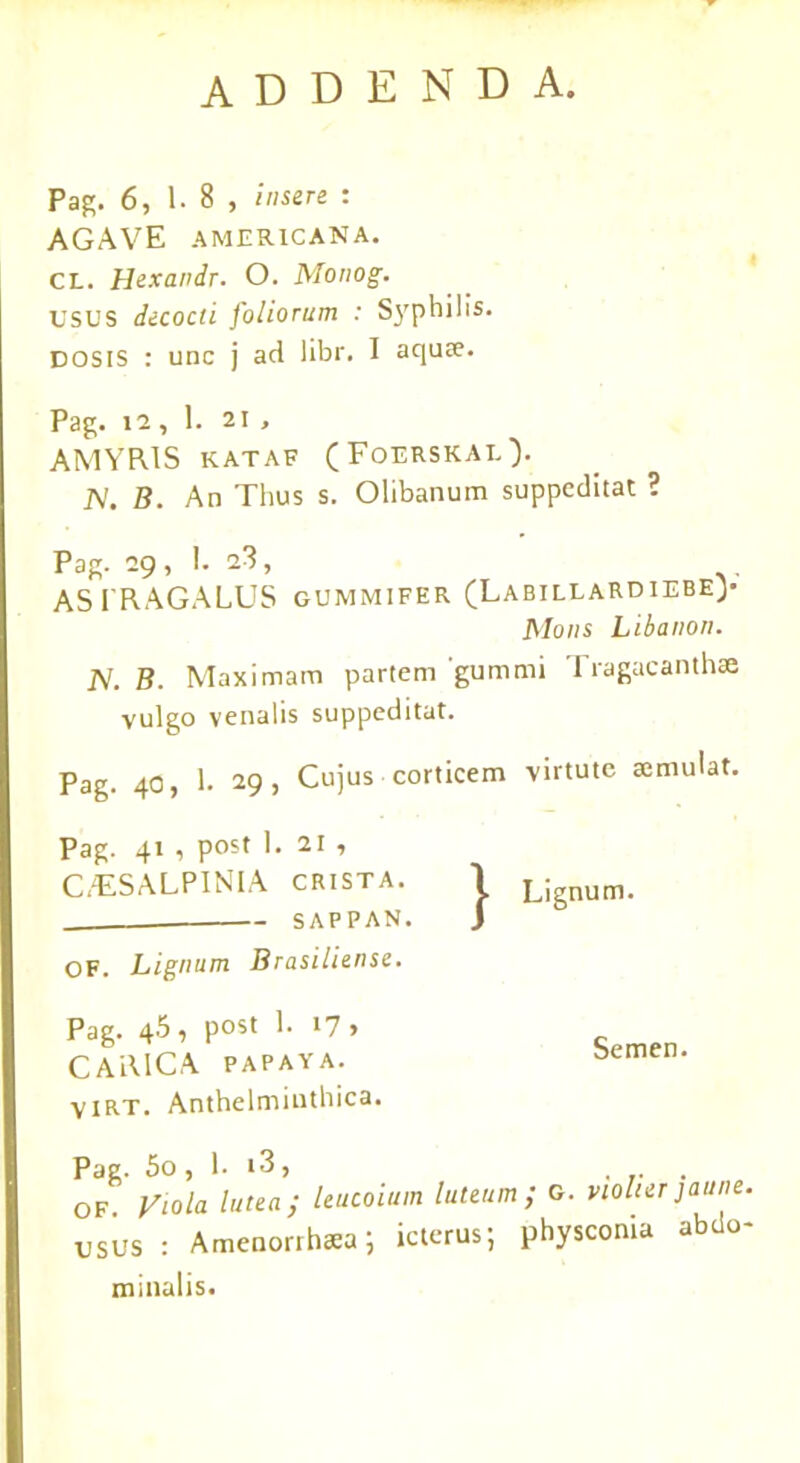 ADDENDA.
Pag. 6, l. 8 , insere :
AGAVE AMERICANA.
CL. Hexandr. O. Monog.
USUS decocti foliorum : Syphilis.
DOSIS : unc j ad libr. I aquæ.
Pag. 12, l. 21 ,
AMYRIS KATAF (FOERSKAL).
N. B. An Thus s. Olibanum suppeditat ?
Pag. 29, l. 23,
ASTRAGALUS GUMMIFER (LABILLARDIEBE).
Mons Libanon.
N. B. Maximam partem gummi Tragacanthæ
vulgo venalis suppeditat.
Pag. 40, l. 29, Cujus corticem virtute æmulat.
Pag. 41 , post l. 21 ,
CÆSALPINIA CRISTA. } Lignum.
——— SAPPAN.
OF. Lignum Brasiliense.
Pag. 45, post l. 17,
CARICA PAPAYA. Semen.
VIRT. Anthelminthica.
Pag. 50, l. 13,
OF. Viola lutea; leucoium luteum; G. violier jaune.
USUS : Amenorrhæa; icterus; physconia abdo-
minalis.